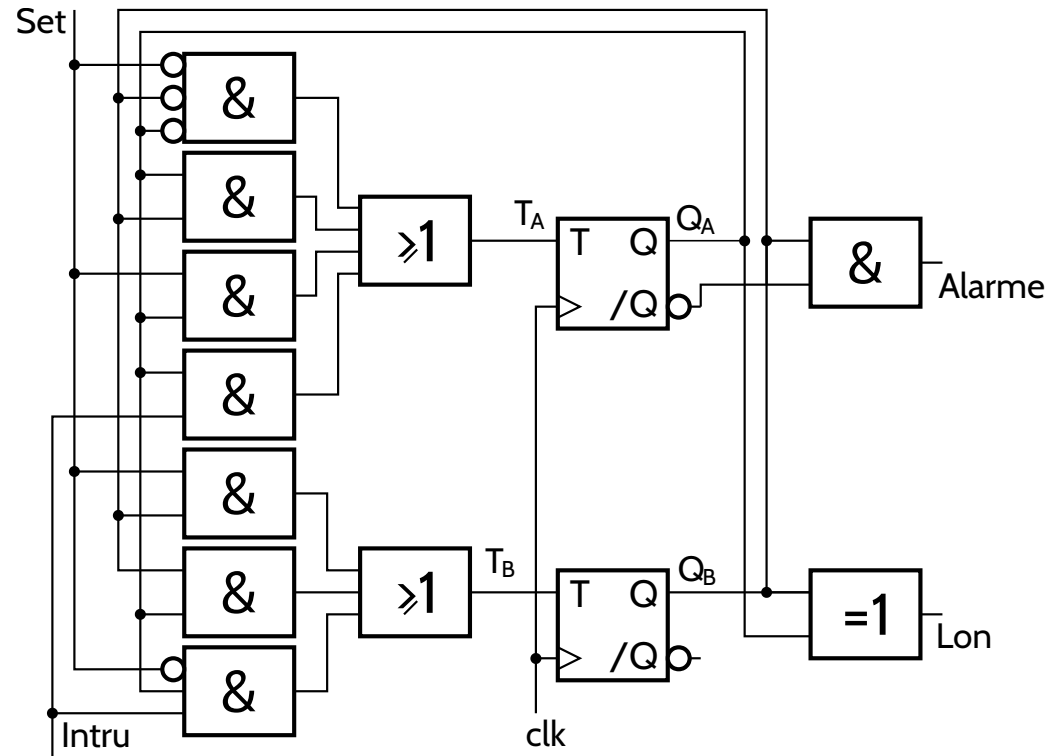 Set
&
&
&
&
&
&
&
≥1
≥1
T_A
T Q
/Q
Q_A
T_B
T Q
/Q
Q_B
&
Alarme
=1
Lon
Intru
clk